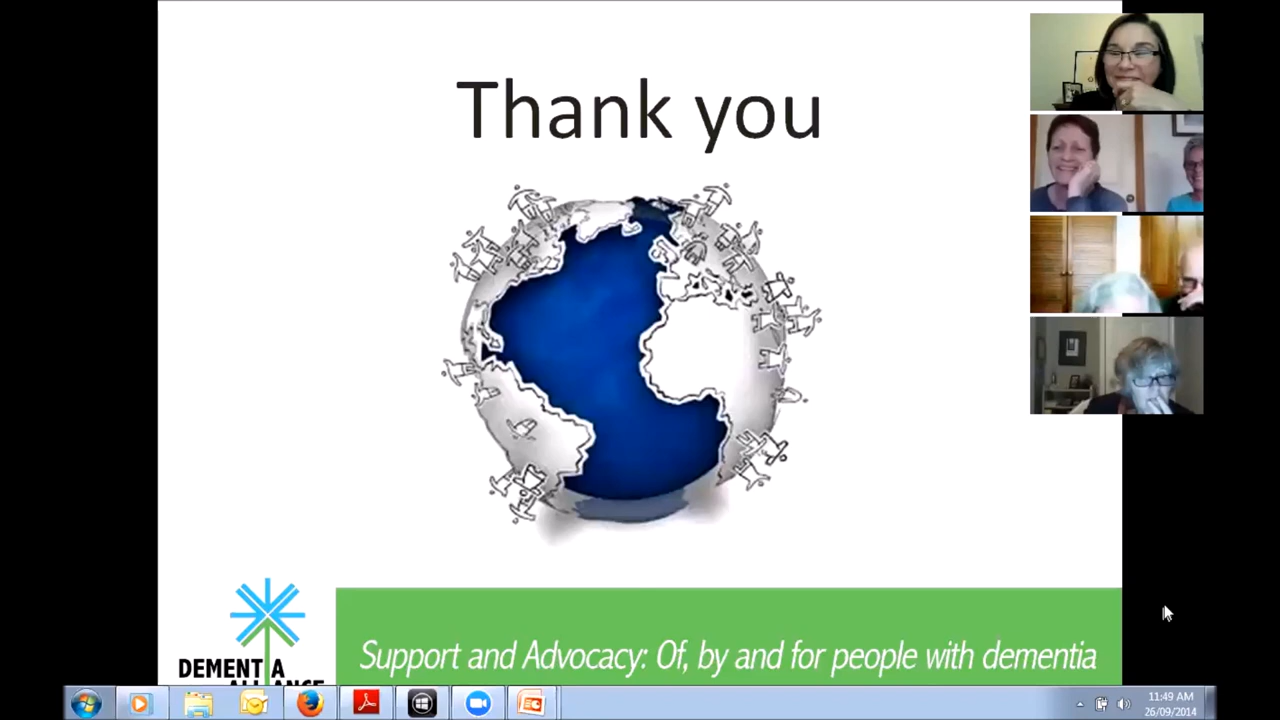 Thank you
DEMENTIA
ALLIANCE
Support and Advocacy: Of, by and for people with dementia
11:49 AM
26/09/2014